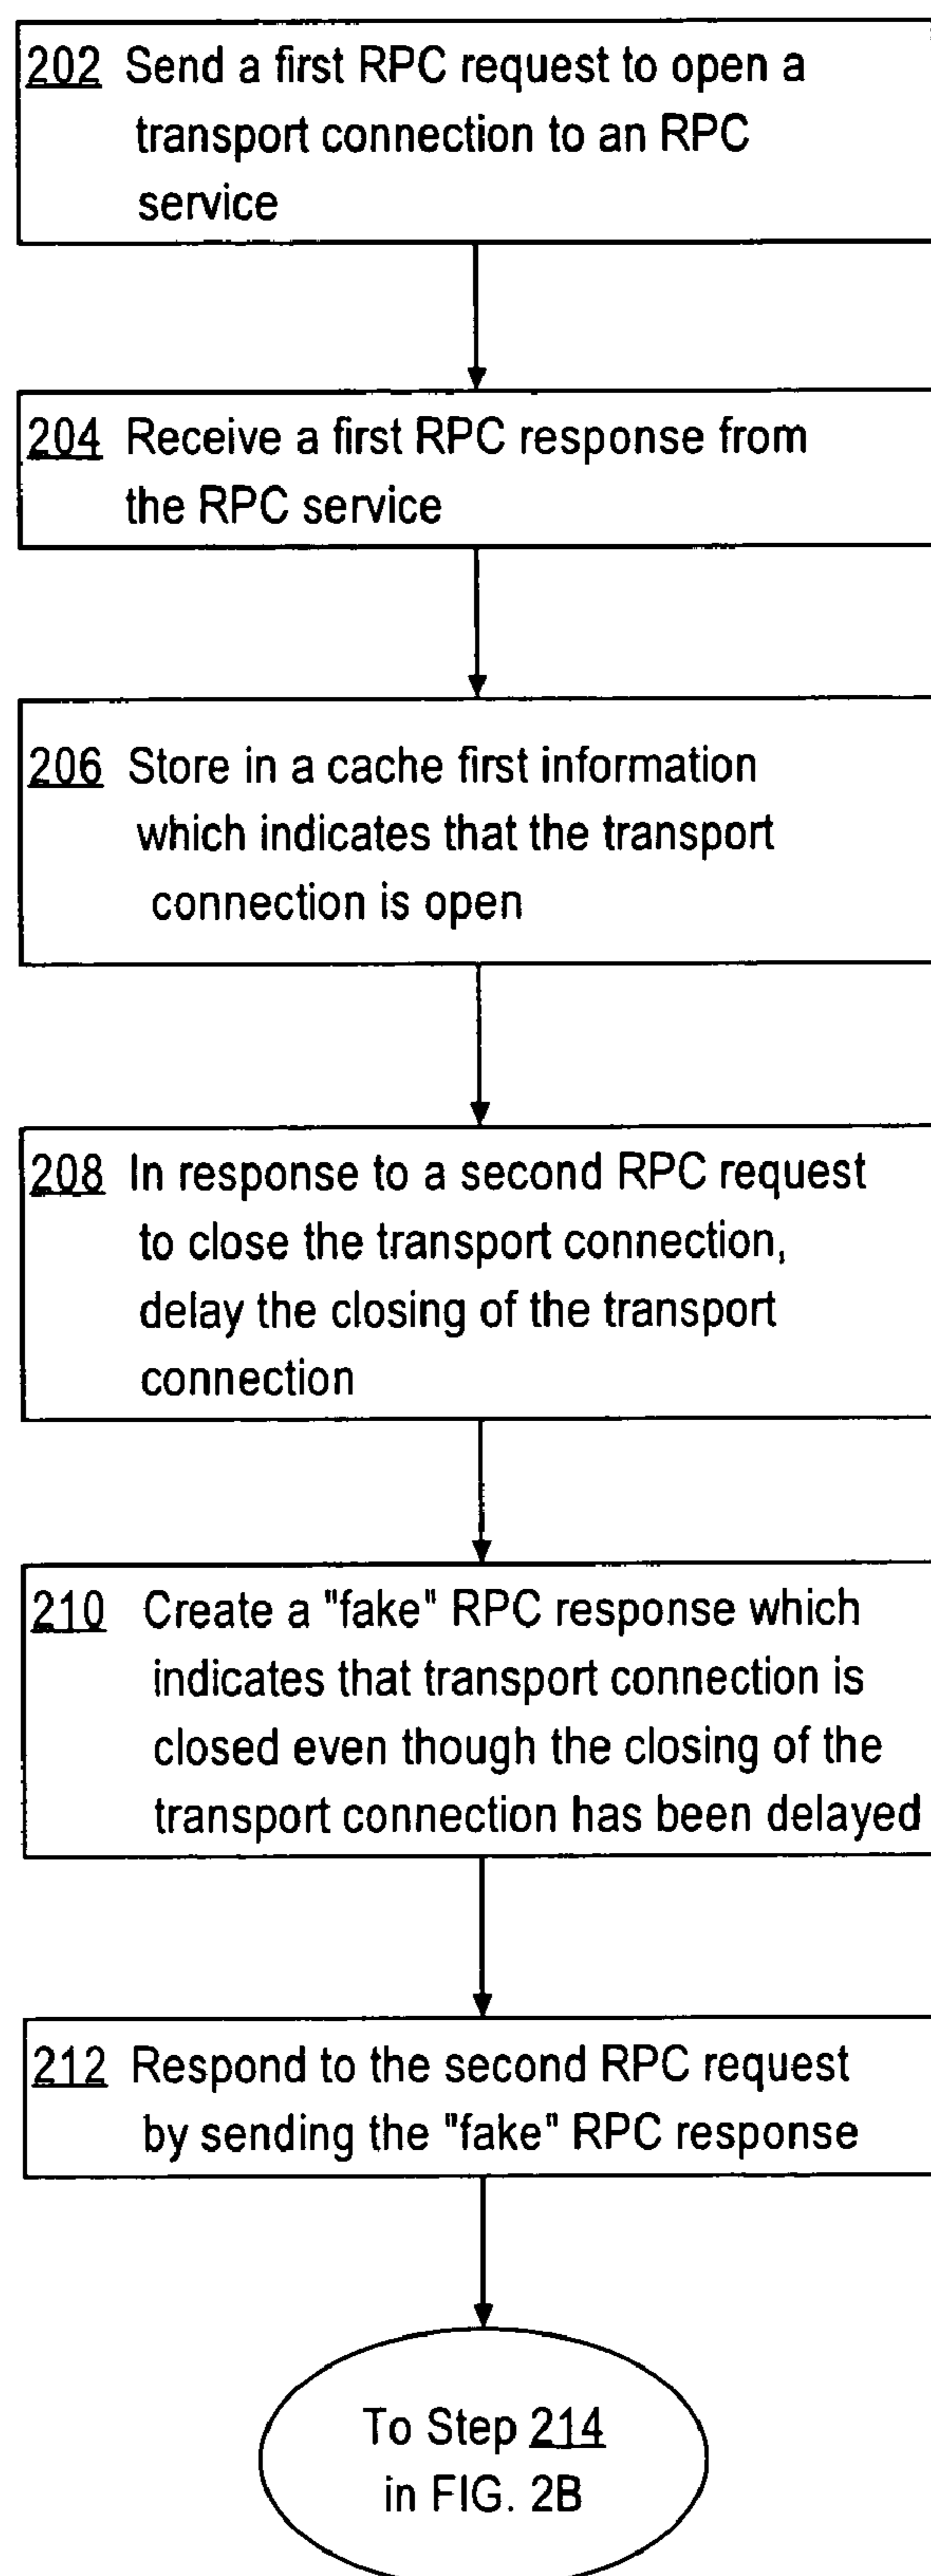 202 Send a first RPC request to open a
transport connection to an RPC
service
204 Receive a first RPC response from
the RPC service
206 Store in a cache first information
which indicates that the transport
connection is open
208 In response to a second RPC request
to close the transport connection,
delay the closing of the transport
connection
210 Create a "fake" RPC response which
indicates that transport connection is
closed even though the closing of the
transport connection has been delayed
212 Respond to the second RPC request
by sending the "fake" RPC response
To Step 214
in FIG. 2B